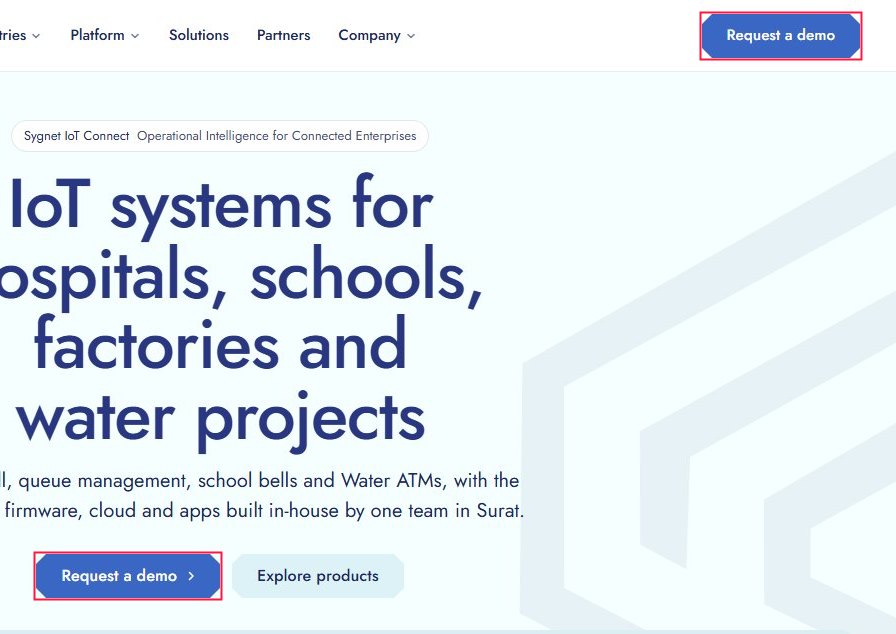 Platform
Solutions
Partners
Company
Request a demo
Sygnet IoT Connect Operational Intelligence for Connected Enterprises
IoT systems for
schools,
factories and
water projects
queue management, school bells and Water ATMs, with the
firmware, cloud and apps built in-house by one team in Surat.
Request a demo
Explore products